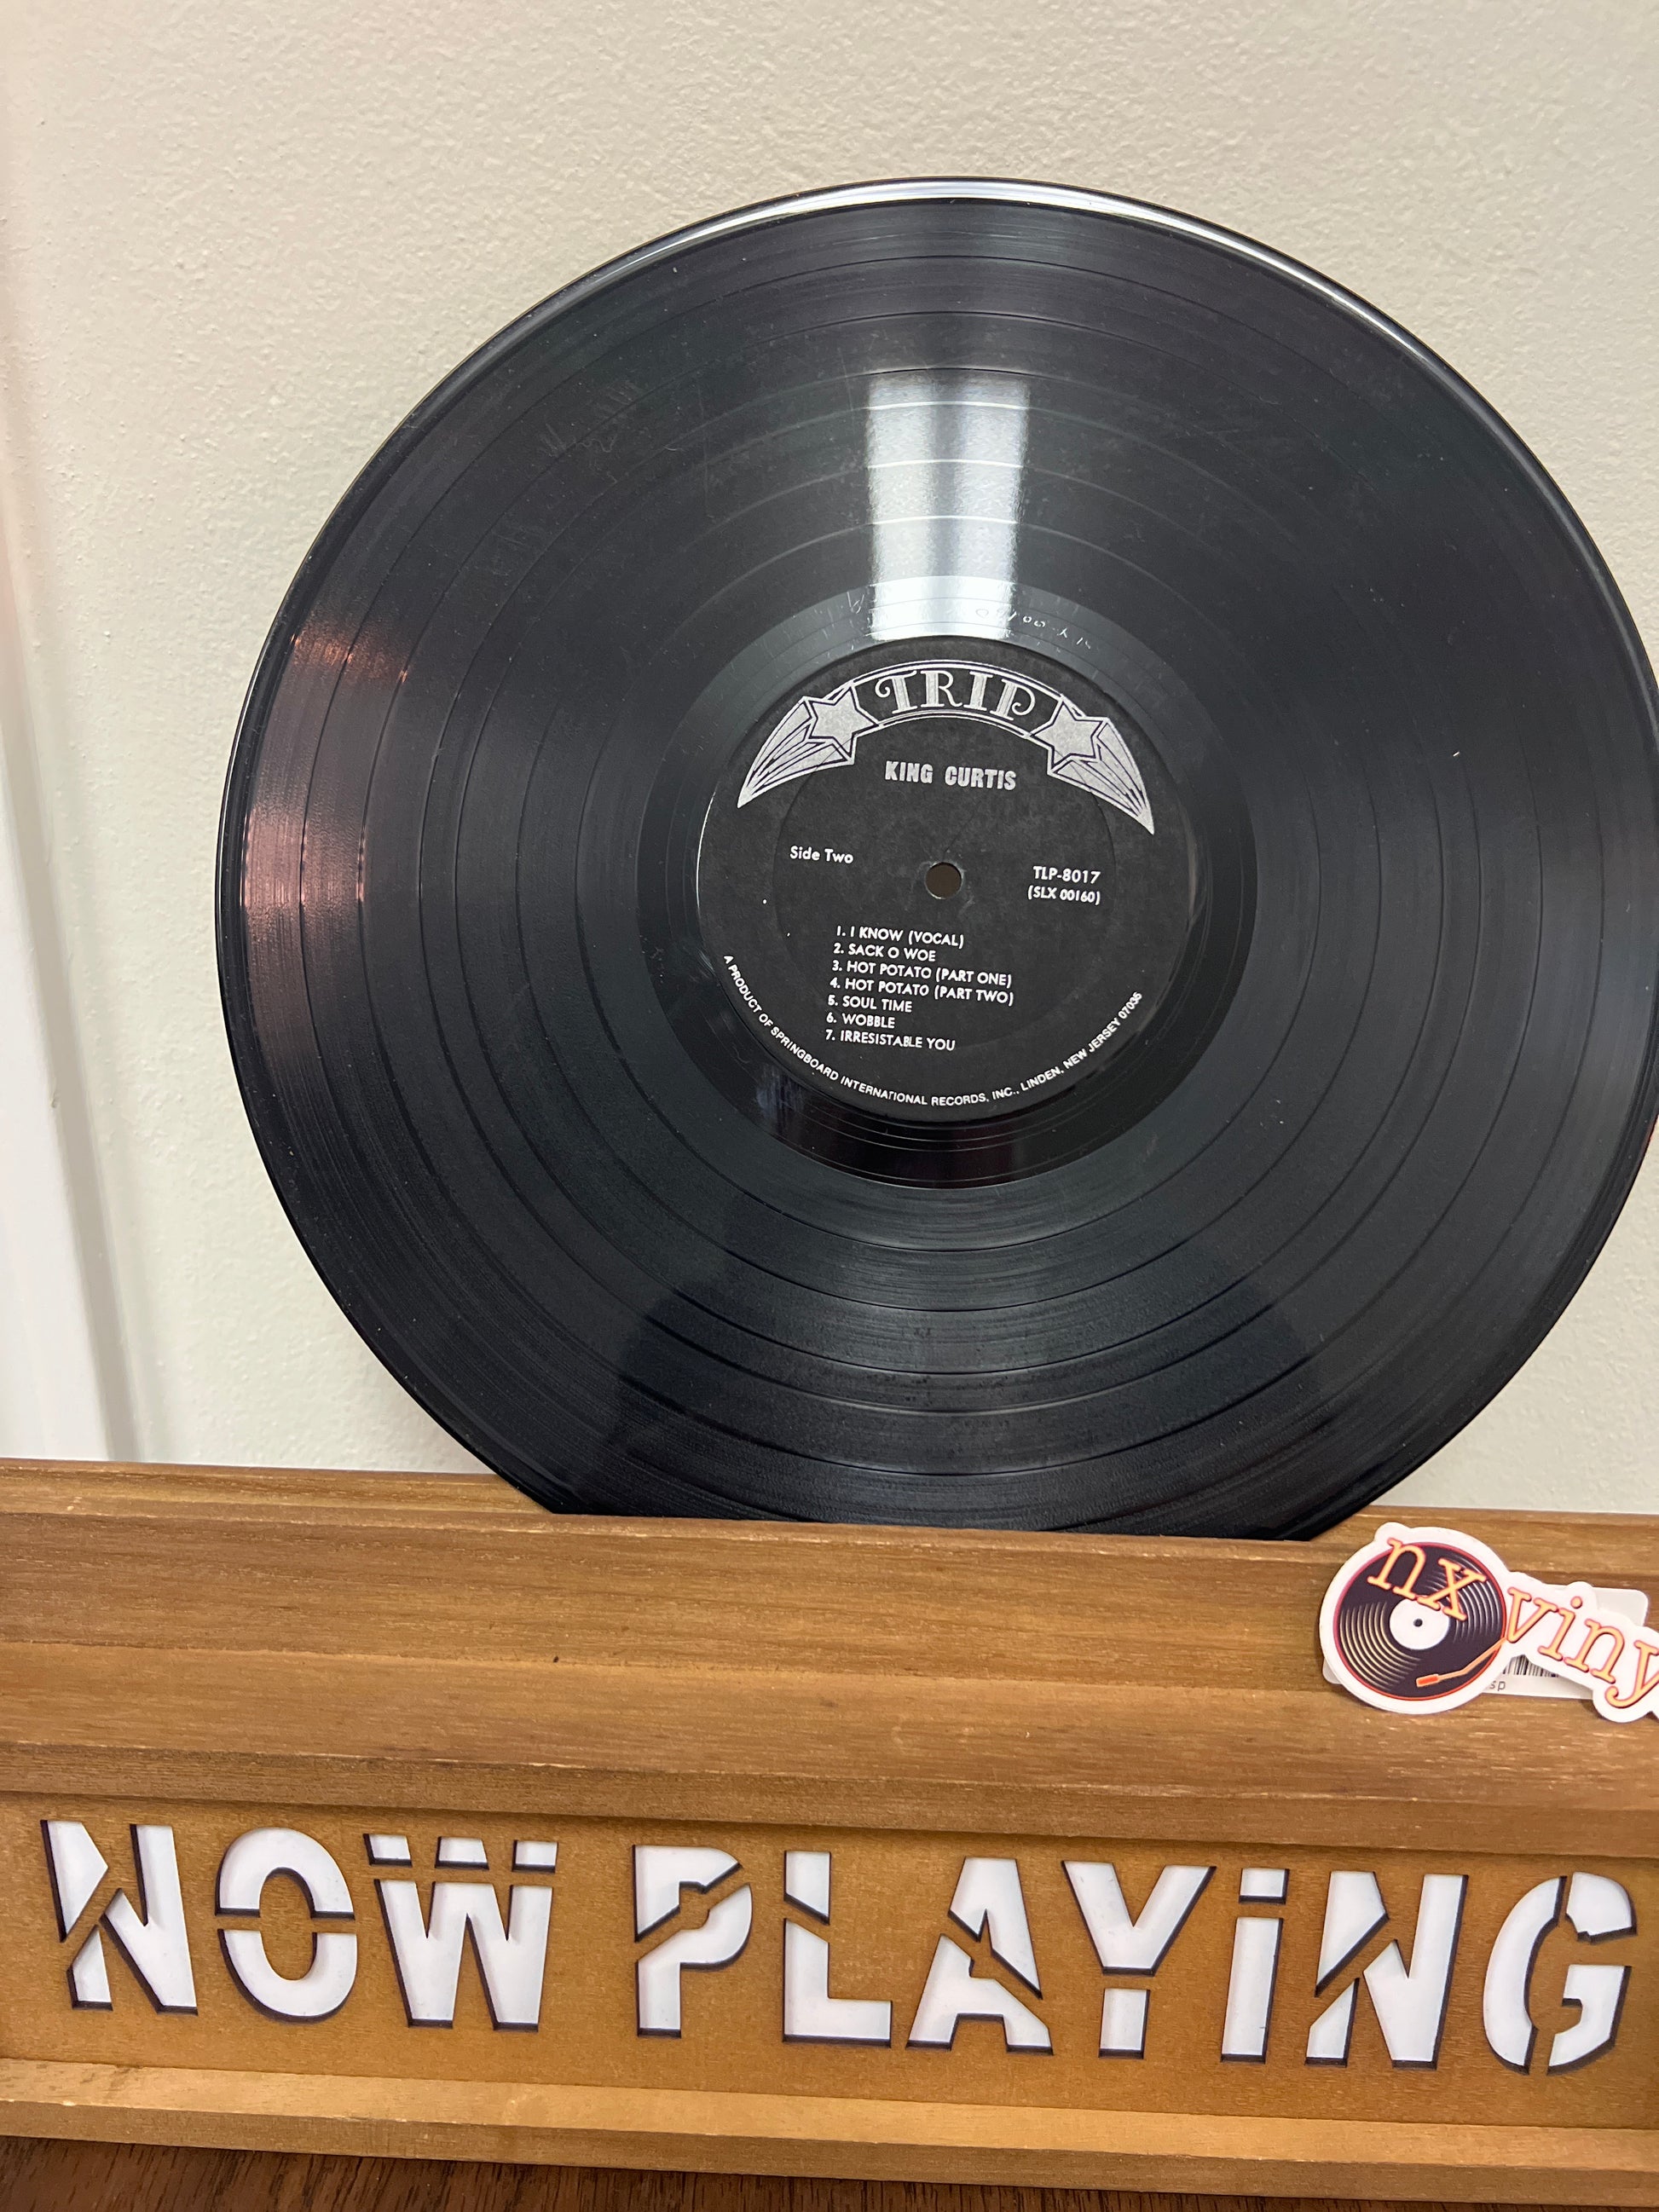 TRIP
KING CURTIS
Side Two
TLP-8017
(SLX 00160)
1. I KNOW (VOCAL)
2. SACK O WOE
3. HOT POTATO (PART ONE)
4. HOT POTATO (PART TWO)
5. SOUL TIME
6. WOBBLE
7. IRRESISTABLE YOU
A PRODUCT OF SPRINGBOARD INTERNATIONAL RECORDS, INC., LINDEN, NEW JERSEY 07036
nx viny
sp
NOW PLAYiNG